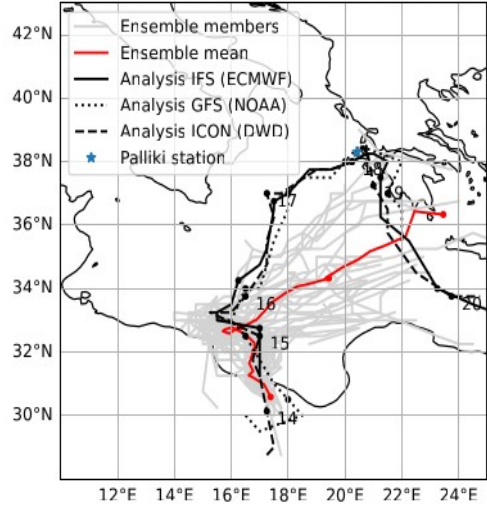 42°N
40°N
38°N
36°N
34°N
32°N
30°N
Ensemble members
Ensemble mean
Analysis IFS (ECMWF)
Analysis GFS (NOAA)
Analysis ICON (DWD)
Palliki station
18
19
17
16
20
15
14
12°E 14°E 16°E 18°E 20°E 22°E 24°E